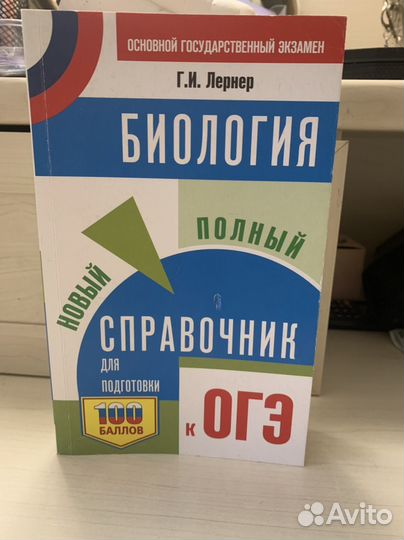 ОСНОВНОЙ ГОСУДАРСТВЕННЫЙ ЭКЗАМЕН
Г.И. Лернер
БИОЛОГИЯ
НОВЫЙ
ПОЛНЫЙ
СПРАВОЧНИК
ДЛЯ
ПОДГОТОВКИ
100
БАЛЛОВ
К ОГЭ
Avito